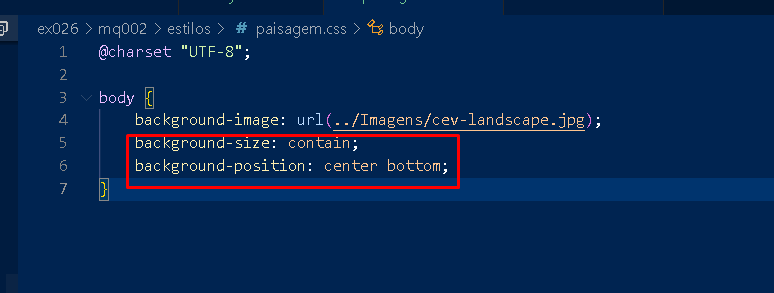 ex026 > mq002 > estilos > # paisagem.css > body
1 @charset "UTF-8";
2
3 body {
4 background-image: url(../Imagens/cev-landscape.jpg);
5 background-size: contain;
6 background-position: center bottom;
7 }